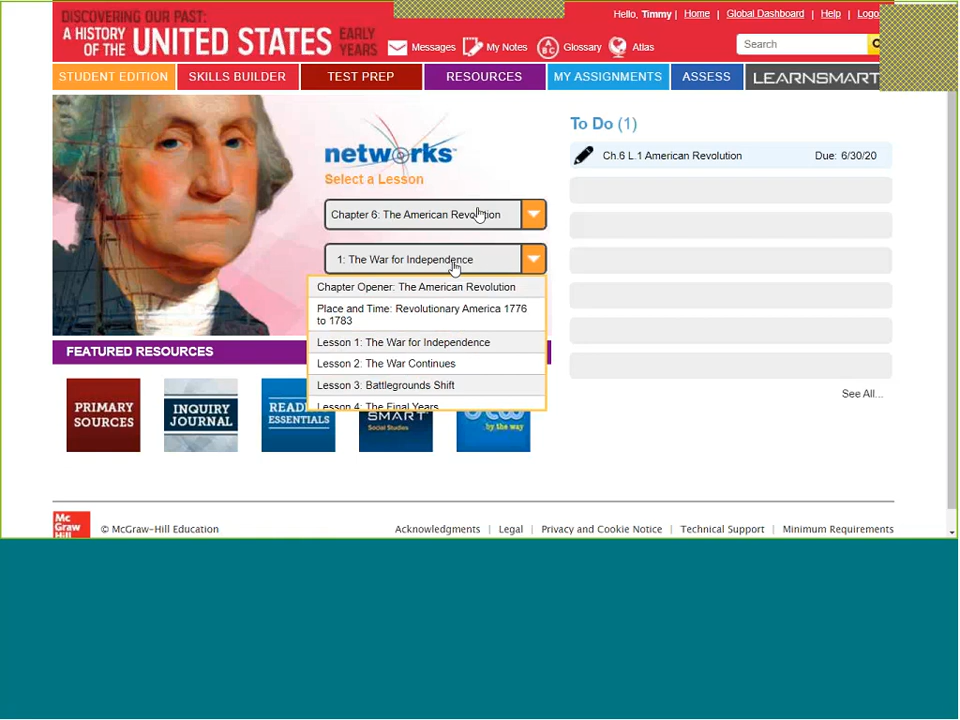 DISCOVERING OUR PAST:
A HISTORY
OF THE UNITED STATES EARLY
YEARS
Hello, Timmy | Home | Global Dashboard | Help |
Messages My Notes Glossary Atlas
Search
STUDENT EDITION SKILLS BUILDER TEST PREP RESOURCES MY ASSIGNMENTS ASSESS LEARNSMART
networks™
Select a Lesson
Chapter 6: The American Revolution
1: The War for Independence
Chapter Opener: The American Revolution
Place and Time: Revolutionary America 1776
to 1783
Lesson 1: The War for Independence
Lesson 2: The War Continues
Lesson 3: Battlegrounds Shift
Lesson 4: The Final Years
To Do (1)
Ch.6 L.1 American Revolution Due: 6/30/20
See All...
FEATURED RESOURCES
PRIMARY
SOURCES
INQUIRY
JOURNAL
ESSENTIALS
SMART
Social Studies
by the way
Mc
Graw
Hill
© McGraw-Hill Education
Acknowledgments | Legal | Privacy and Cookie Notice | Technical Support | Minimum Requirements